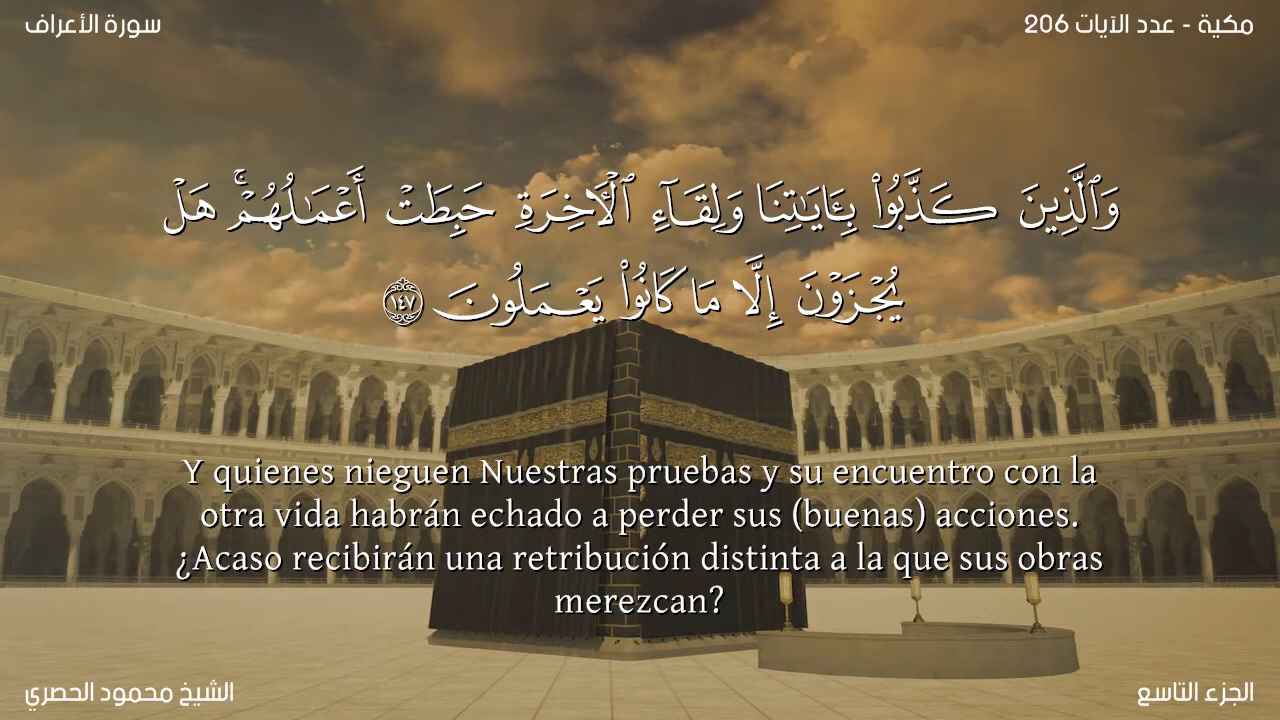 سورة الأعراف
مكية - عدد الآيات 206
وَٱلَّذِينَ كَذَّبُوا۟ بِـَٔايَـٰتِنَا وَلِقَآءِ ٱلْـَٔاخِرَةِ حَبِطَتْ أَعْمَـٰلُهُمْ ۚ هَلْ
يُجْزَوْنَ إِلَّا مَا كَانُوا۟ يَعْمَلُونَ ١٤٧
Y quienes nieguen Nuestras pruebas y su encuentro con la
otra vida habrán echado a perder sus (buenas) acciones.
¿Acaso recibirán una retribución distinta a la que sus obras
merezcan?
الشيخ محمود الحصري
الجزء التاسع